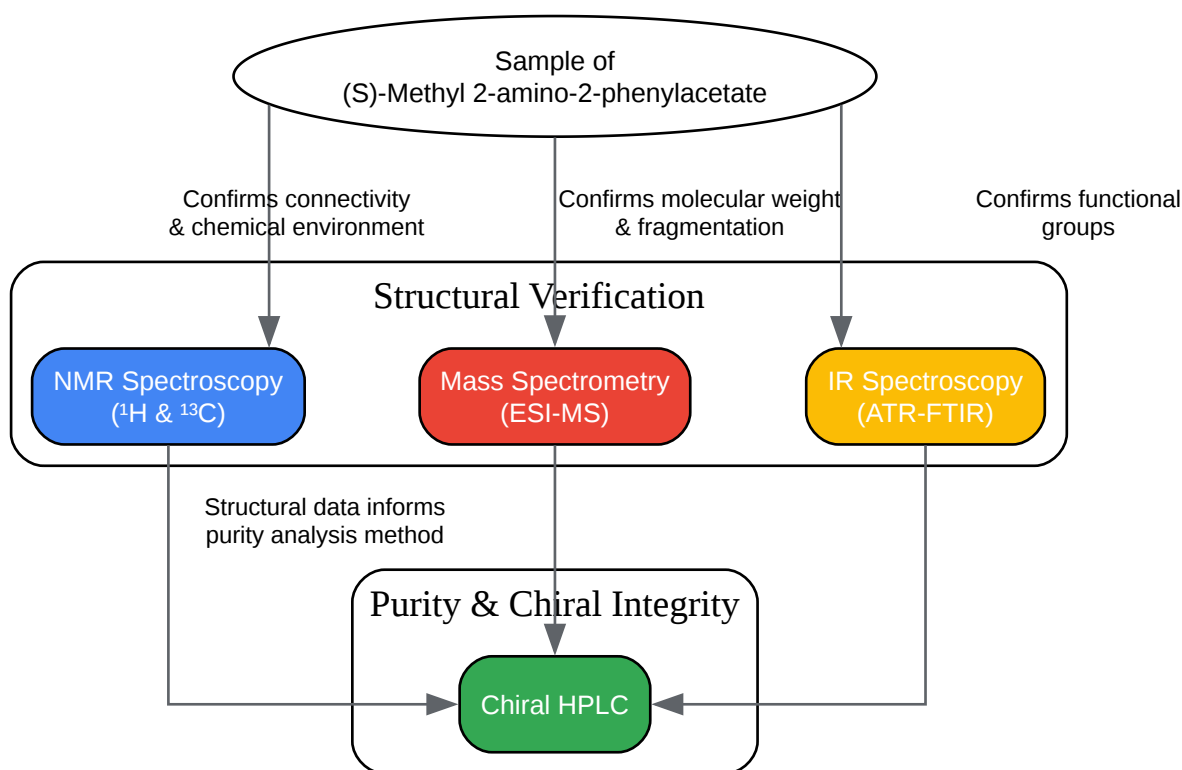 Sample of
(S)-Methyl 2-amino-2-phenylacetate
Confirms connectivity
& chemical environment
Confirms molecular weight
& fragmentation
Confirms functional
groups
Structural Verification
NMR Spectroscopy
(¹H & ¹³C)
Mass Spectrometry
(ESI-MS)
IR Spectroscopy
(ATR-FTIR)
Structural data informs
purity analysis method
Purity & Chiral Integrity
Chiral HPLC